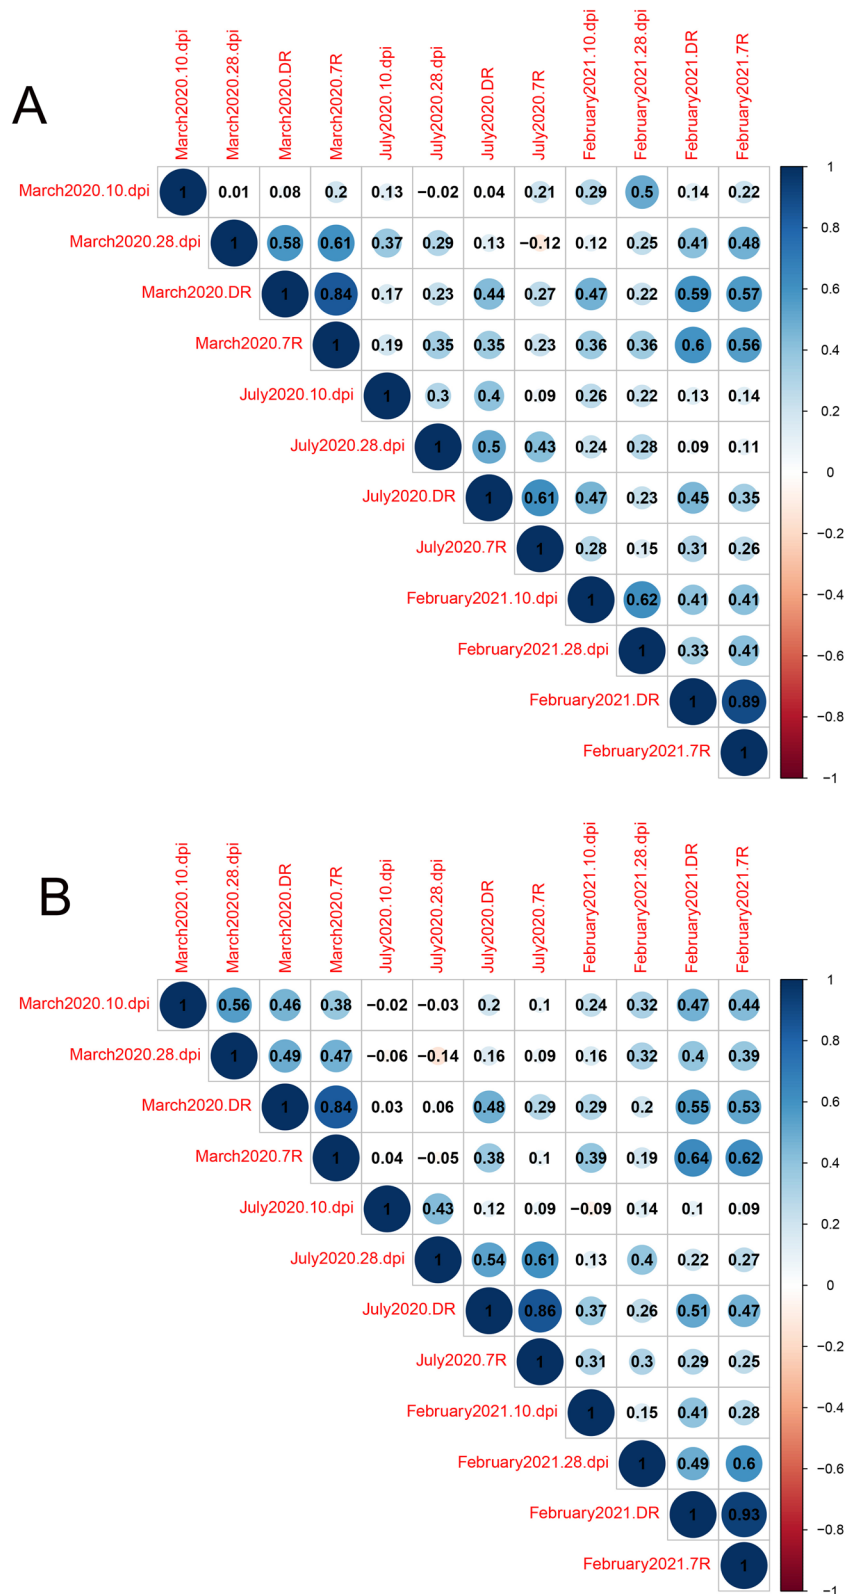 A
March2020.10.dpi March2020.28.dpi March2020.DR March2020.7R July2020.10.dpi July2020.28.dpi July2020.DR July2020.7R February2021.10.dpi February2021.28.dpi February2021.DR February2021.7R
March2020.10.dpi 1 0.01 0.08 0.2 0.13 −0.02 0.04 0.21 0.29 0.5 0.14 0.22
March2020.28.dpi 1 0.58 0.61 0.37 0.29 0.13 −0.12 0.12 0.25 0.41 0.48
March2020.DR 1 0.84 0.17 0.23 0.44 0.27 0.47 0.22 0.59 0.57
March2020.7R 1 0.19 0.35 0.35 0.23 0.36 0.36 0.6 0.56
July2020.10.dpi 1 0.3 0.4 0.09 0.26 0.22 0.13 0.14
July2020.28.dpi 1 0.5 0.43 0.24 0.28 0.09 0.11
July2020.DR 1 0.61 0.47 0.23 0.45 0.35
July2020.7R 1 0.28 0.15 0.31 0.26
February2021.10.dpi 1 0.62 0.41 0.41
February2021.28.dpi 1 0.33 0.41
February2021.DR 1 0.89
February2021.7R 1
1
0.8
0.6
0.4
0.2
0
−0.2
−0.4
−0.6
−0.8
−1
B
March2020.10.dpi March2020.28.dpi March2020.DR March2020.7R July2020.10.dpi July2020.28.dpi July2020.DR July2020.7R February2021.10.dpi February2021.28.dpi February2021.DR February2021.7R
March2020.10.dpi 1 0.56 0.46 0.38 −0.02 −0.03 0.2 0.1 0.24 0.32 0.47 0.44
March2020.28.dpi 1 0.49 0.47 −0.06 −0.14 0.16 0.09 0.16 0.32 0.4 0.39
March2020.DR 1 0.84 0.03 0.06 0.48 0.29 0.29 0.2 0.55 0.53
March2020.7R 1 0.04 −0.05 0.38 0.1 0.39 0.19 0.64 0.62
July2020.10.dpi 1 0.43 0.12 0.09 −0.09 0.14 0.1 0.09
July2020.28.dpi 1 0.54 0.61 0.13 0.4 0.22 0.27
July2020.DR 1 0.86 0.37 0.26 0.51 0.47
July2020.7R 1 0.31 0.3 0.29 0.25
February2021.10.dpi 1 0.15 0.41 0.28
February2021.28.dpi 1 0.49 0.6
February2021.DR 1 0.93
February2021.7R 1
1
0.8
0.6
0.4
0.2
0
−0.2
−0.4
−0.6
−0.8
−1